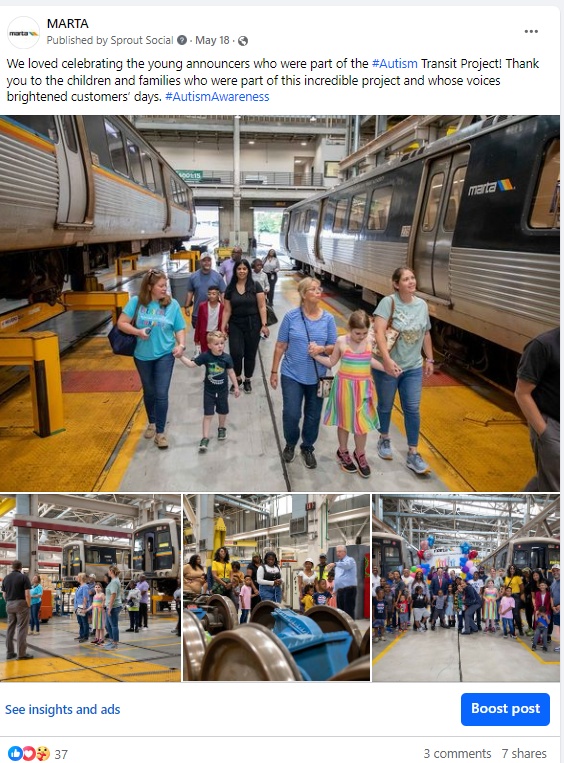 marta
MARTA
Published by Sprout Social · May 18 ·
We loved celebrating the young announcers who were part of the #Autism Transit Project! Thank
you to the children and families who were part of this incredible project and whose voices
brightened customers' days. #AutismAwareness
marta
See insights and ads
Boost post
37
3 comments 7 shares